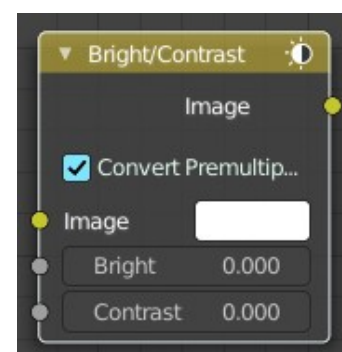 Bright/Contrast
Image
Convert Premultip...
Image
Bright 0.000
Contrast 0.000